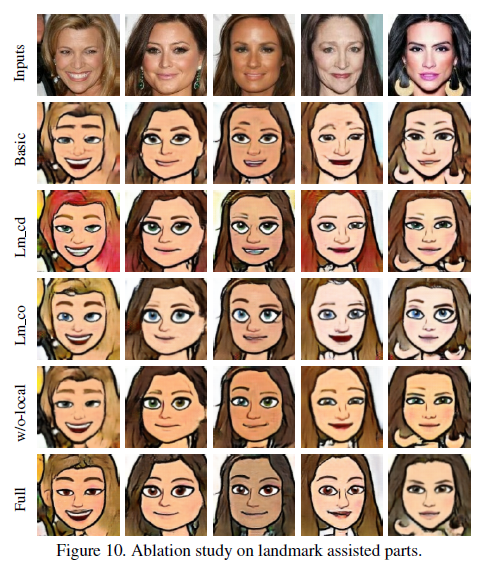 Inputs
Basic
Lm_cd
Lm_co
w/o-local
Full
Figure 10. Ablation study on landmark assisted parts.